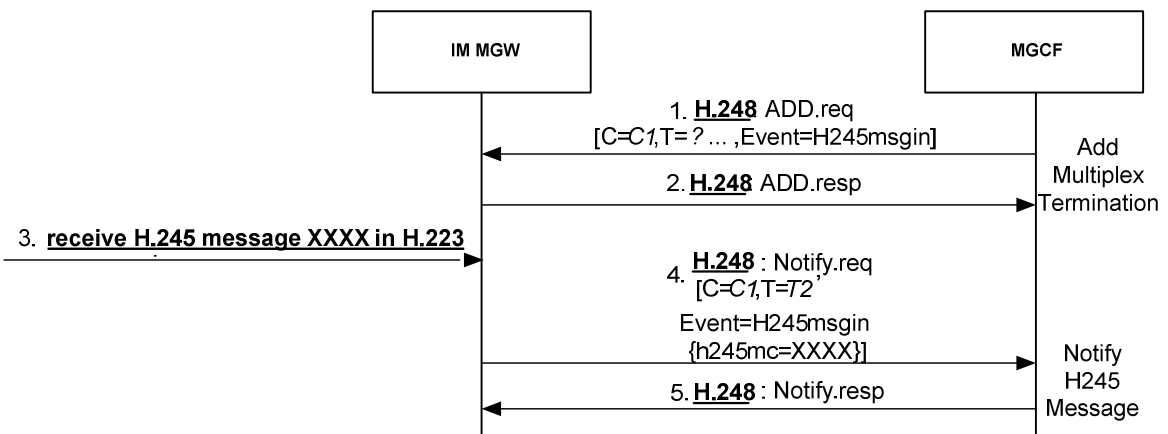 IM MGW
MGCF
1. H.248: ADD.req
[C=C1,T= ? ... ,Event=H245msgin]
Add
Multiplex
Termination
2. H.248: ADD.resp
3. receive H.245 message XXXX in H.223
4. H.248 : Notify.req
[C=C1,T=T2 ,
Event=H245msgin
{h245mc=XXXX}]
Notify
H245
Message
5. H.248 : Notify.resp